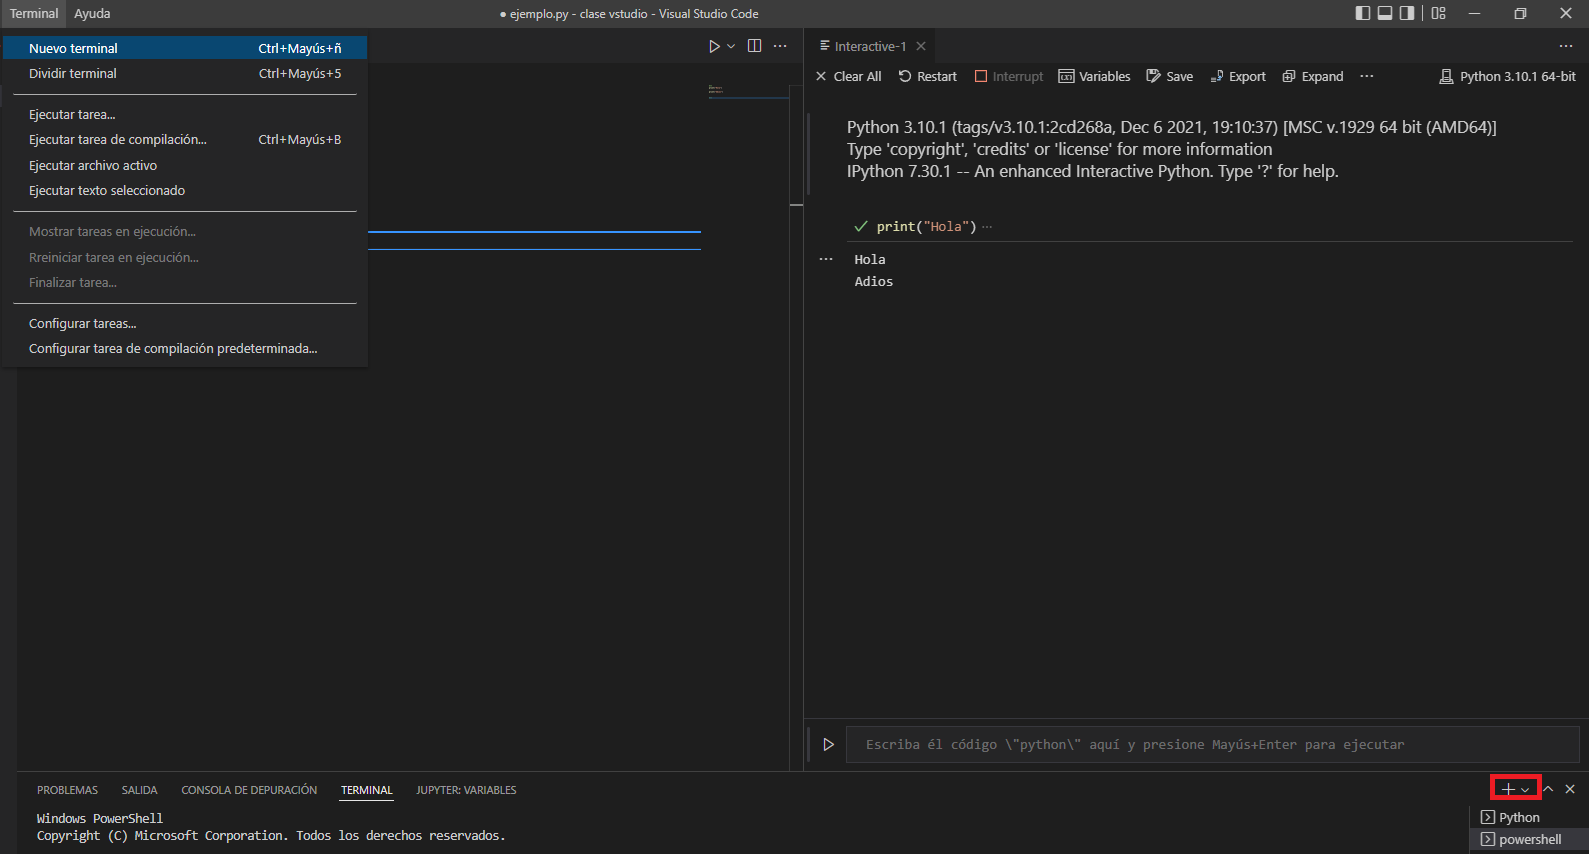 Terminal Ayuda
● ejemplo.py - clase vstudio - Visual Studio Code
Nuevo terminal Ctrl+Mayús+ñ
Dividir terminal Ctrl+Mayús+5
Ejecutar tarea...
Ejecutar tarea de compilación... Ctrl+Mayús+B
Ejecutar archivo activo
Ejecutar texto seleccionado
Mostrar tareas en ejecución...
Rreiniciar tarea en ejecución...
Finalizar tarea...
Configurar tareas...
Configurar tarea de compilación predeterminada...
Interactive-1
Clear All Restart Interrupt Variables Save Export Expand ··· Python 3.10.1 64-bit
Python 3.10.1 (tags/v3.10.1:2cd268a, Dec 6 2021, 19:10:37) [MSC v.1929 64 bit (AMD64)]
Type 'copyright', 'credits' or 'license' for more information
IPython 7.30.1 -- An enhanced Interactive Python. Type '?' for help.
print("Hola") ···
Hola
Adios
Escriba él código \"python\" aquí y presione Mayús+Enter para ejecutar
PROBLEMAS SALIDA CONSOLA DE DEPURACIÓN TERMINAL JUPYTER: VARIABLES
Windows PowerShell
Copyright (C) Microsoft Corporation. Todos los derechos reservados.
Python
powershell